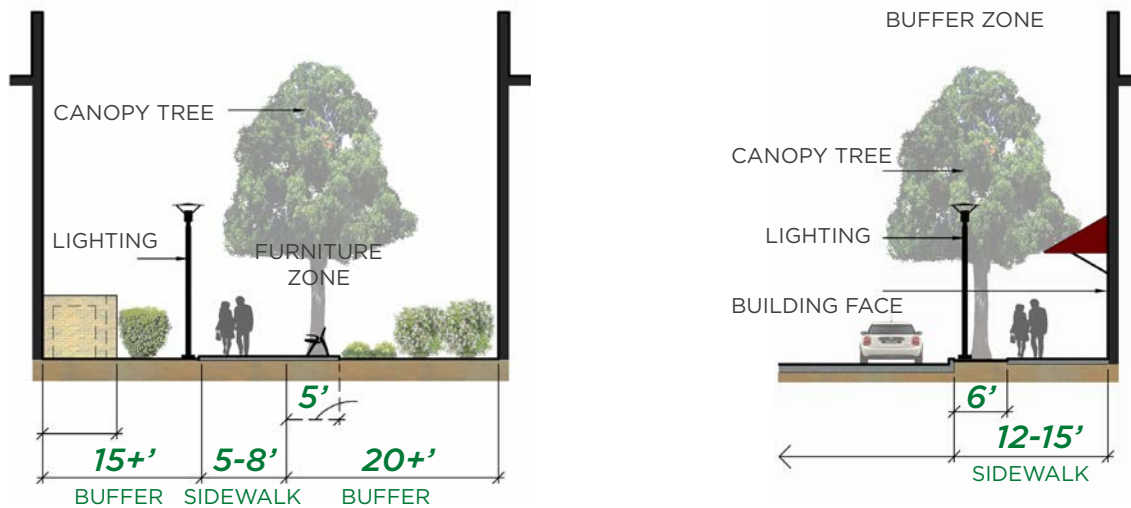 CANOPY TREE
LIGHTING
FURNITURE
ZONE
5’
15+’
5-8’
20+’
BUFFER
SIDEWALK
BUFFER
BUFFER ZONE
CANOPY TREE
LIGHTING
BUILDING FACE
6’
12-15’
SIDEWALK